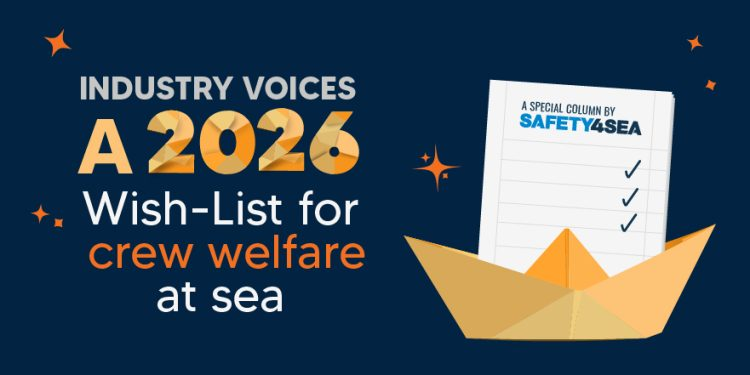 INDUSTRY VOICES
A 2026
Wish-List for
crew welfare
at sea
A SPECIAL COLUMN BY
SAFETY4SEA